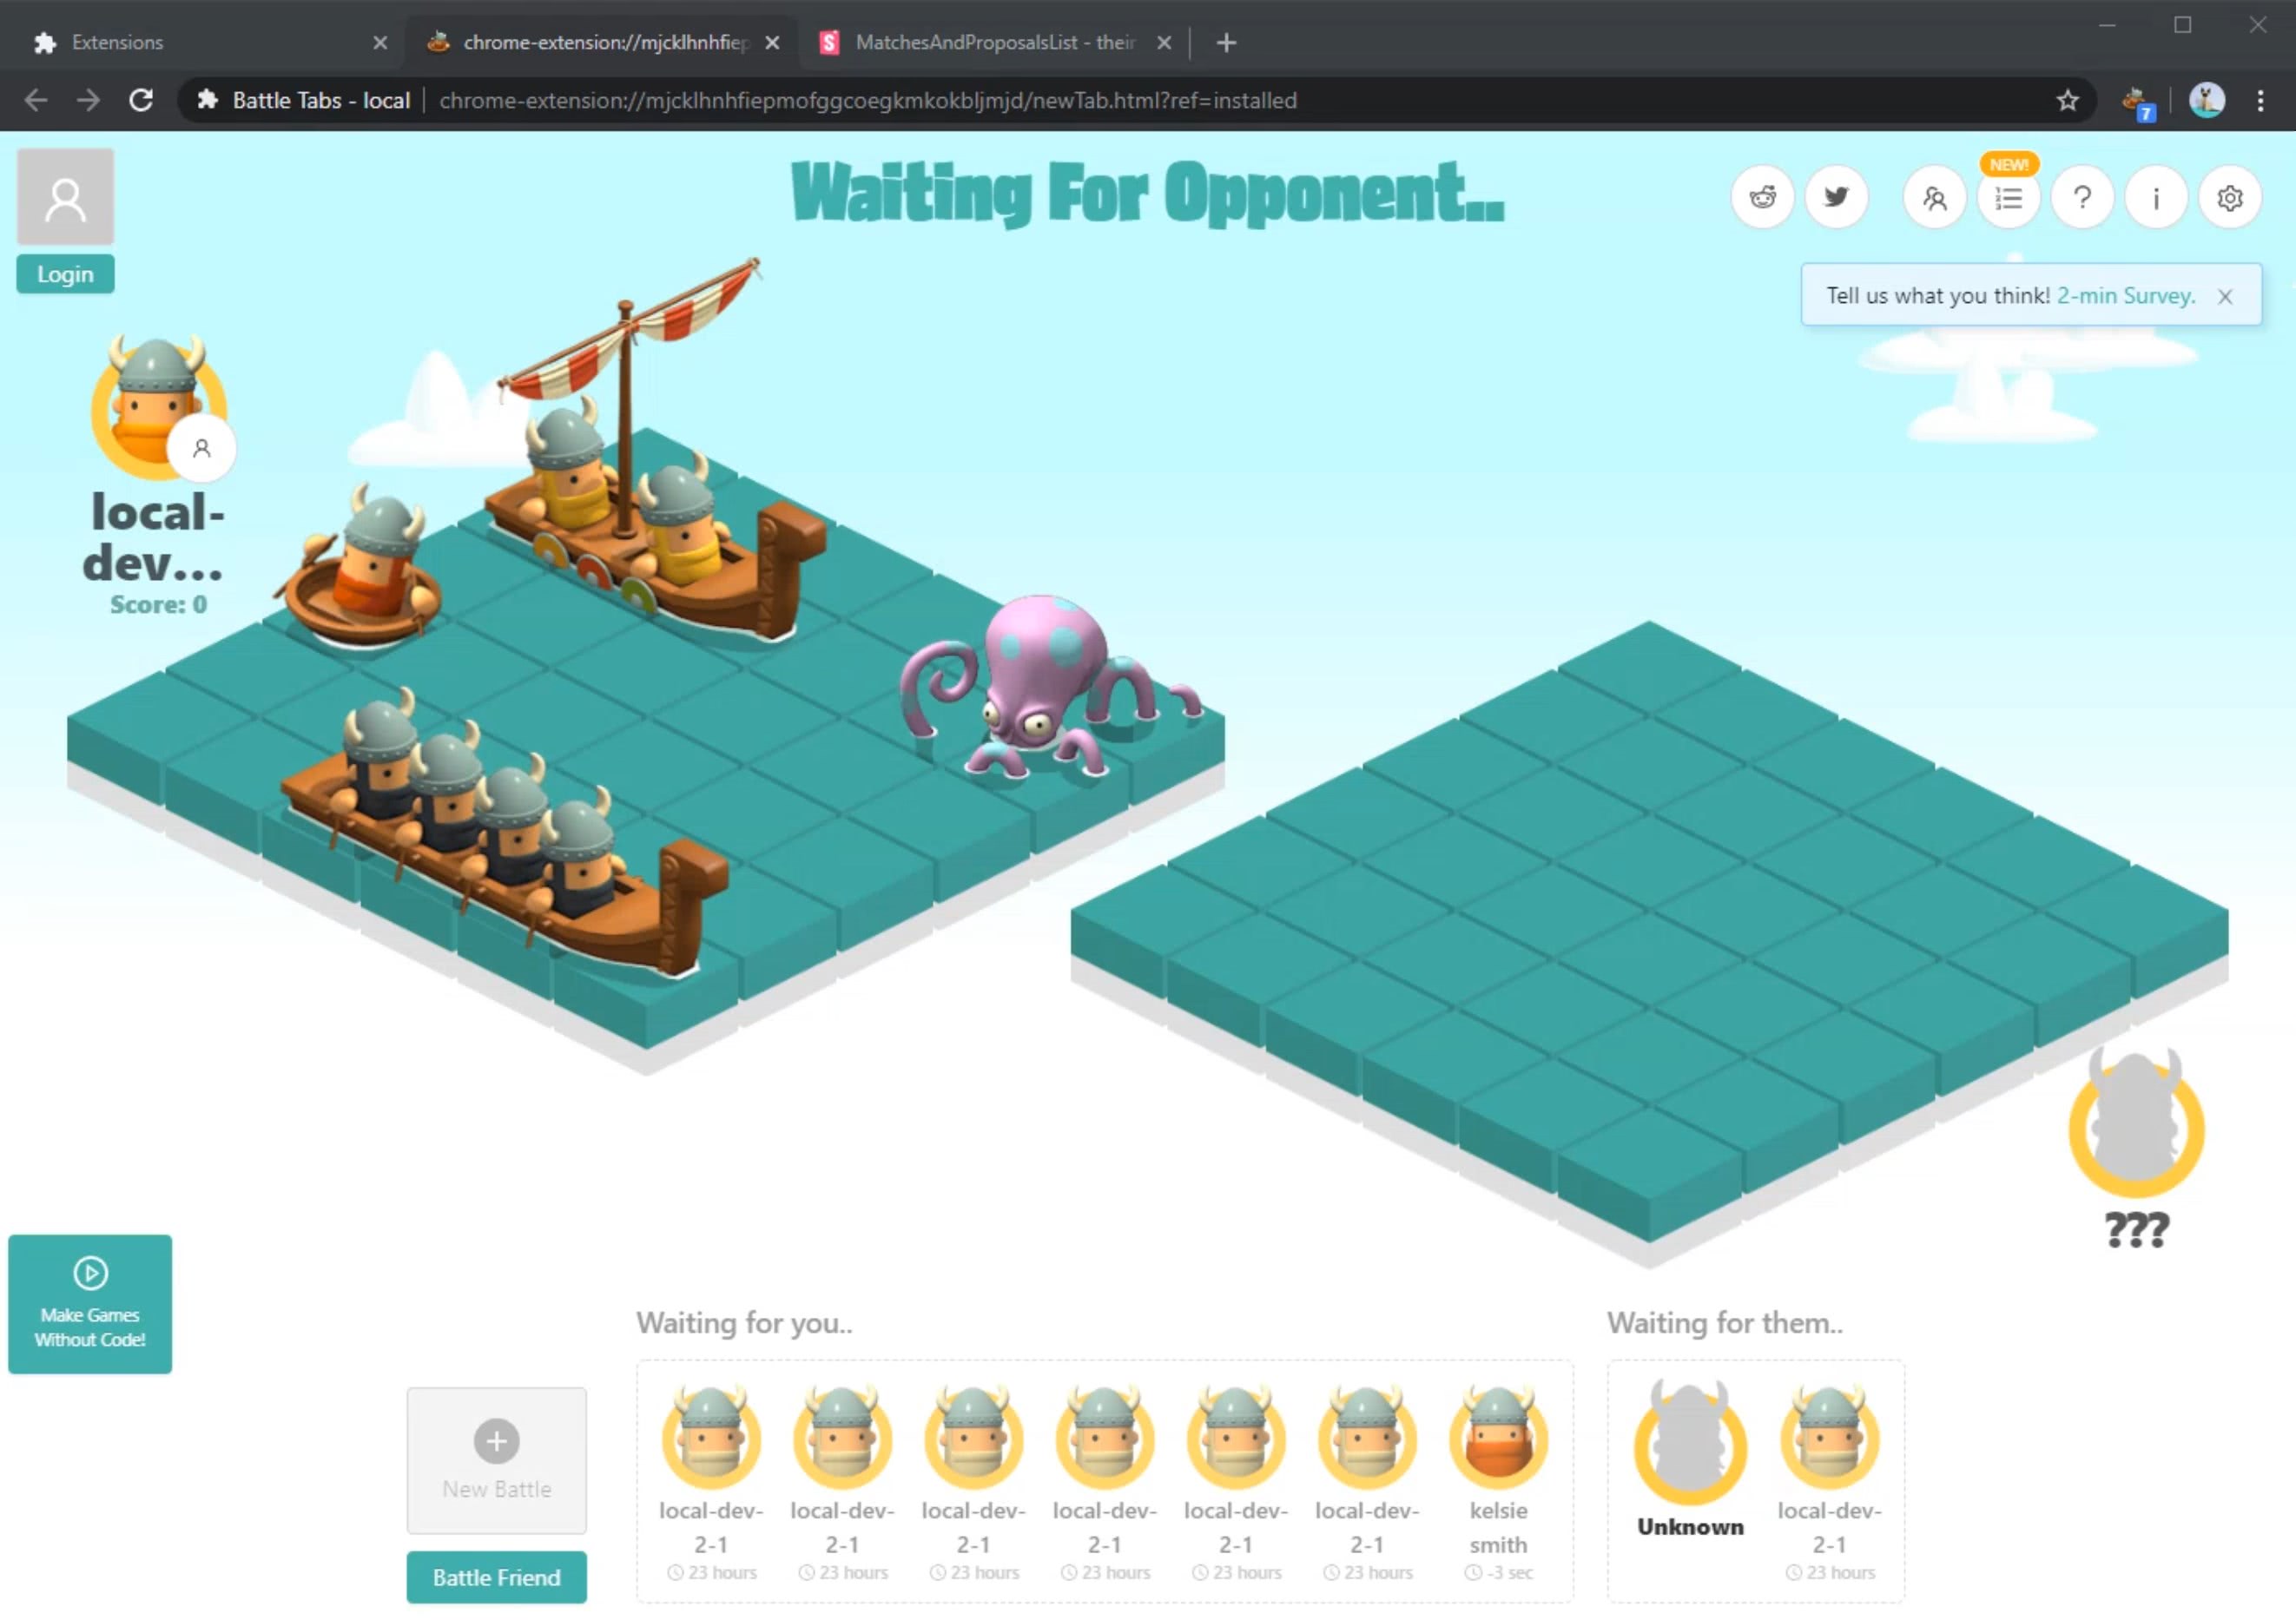 Extensions
chrome-extension://mjcklhnhfiep
MatchesAndProposalsList - their
Battle Tabs - local
chrome-extension://mjcklhnhfiepmofggcoegkmkokbljmjd/newTab.html?ref=installed
7
Waiting For Opponent..
NEW!
Login
Tell us what you think! 2-min Survey.
local-
dev...
Score: 0
???
Make Games
Without Code!
Waiting for you..
Waiting for them..
New Battle
Battle Friend
local-dev-
2-1
23 hours
local-dev-
2-1
23 hours
local-dev-
2-1
23 hours
local-dev-
2-1
23 hours
local-dev-
2-1
23 hours
local-dev-
2-1
23 hours
kelsie
smith
-3 sec
Unknown
local-dev-
2-1
23 hours